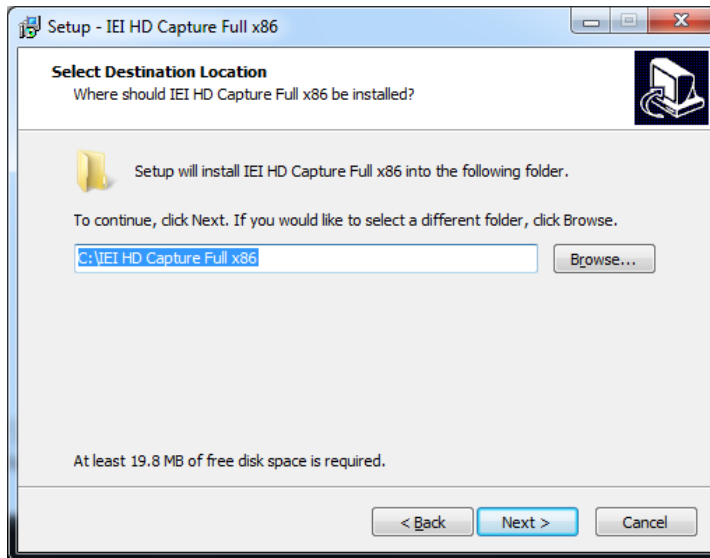 Setup - IEI HD Capture Full x86
Select Destination Location
Where should IEI HD Capture Full x86 be installed?
Setup will install IEI HD Capture Full x86 into the following folder.
To continue, click Next. If you would like to select a different folder, click Browse.
C:\IEI HD Capture Full x86
Browse...
At least 19.8 MB of free disk space is required.
< Back
Next >
Cancel